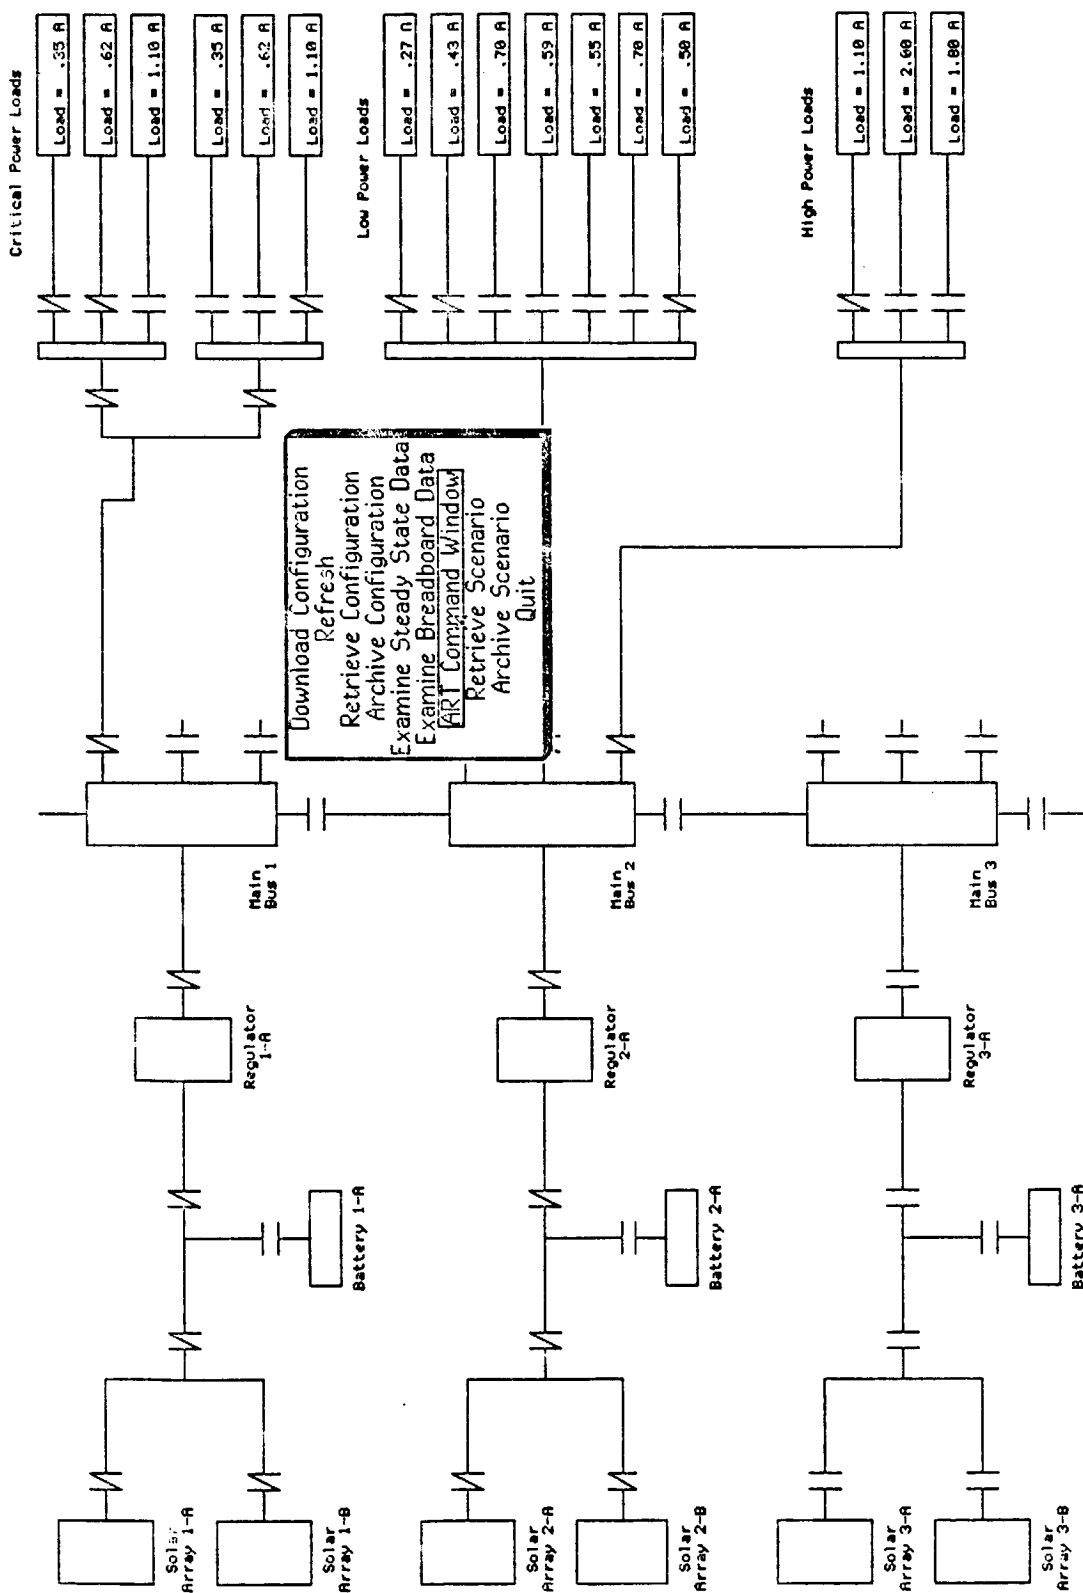 Critical Power Loads
Load = .35 A
Load = .62 A
Load = 1.10 A
Load = .35 A
Load = .62 A
Load = 1.10 A
Low Power Loads
Load = .27 A
Load = .43 A
Load = .70 A
Load = .59 A
Load = .55 A
Load = .70 A
Load = .50 A
High Power Loads
Load = 1.10 A
Load = 2.00 A
Load = 1.80 A
Download Configuration
Refresh
Retrieve Configuration
Archive Configuration
Examine Steady State Data
Examine Breadboard Data
ART Command Window
Retrieve Scenario
Archive Scenario
Quit
Main
Bus 1
Main
Bus 2
Main
Bus 3
Regulator
1-A
Regulator
2-A
Regulator
3-A
Battery 1-A
Battery 2-A
Battery 3-A
Solar
Array 1-A
Solar
Array 1-B
Solar
Array 2-A
Solar
Array 2-B
Solar
Array 3-A
Solar
Array 3-B